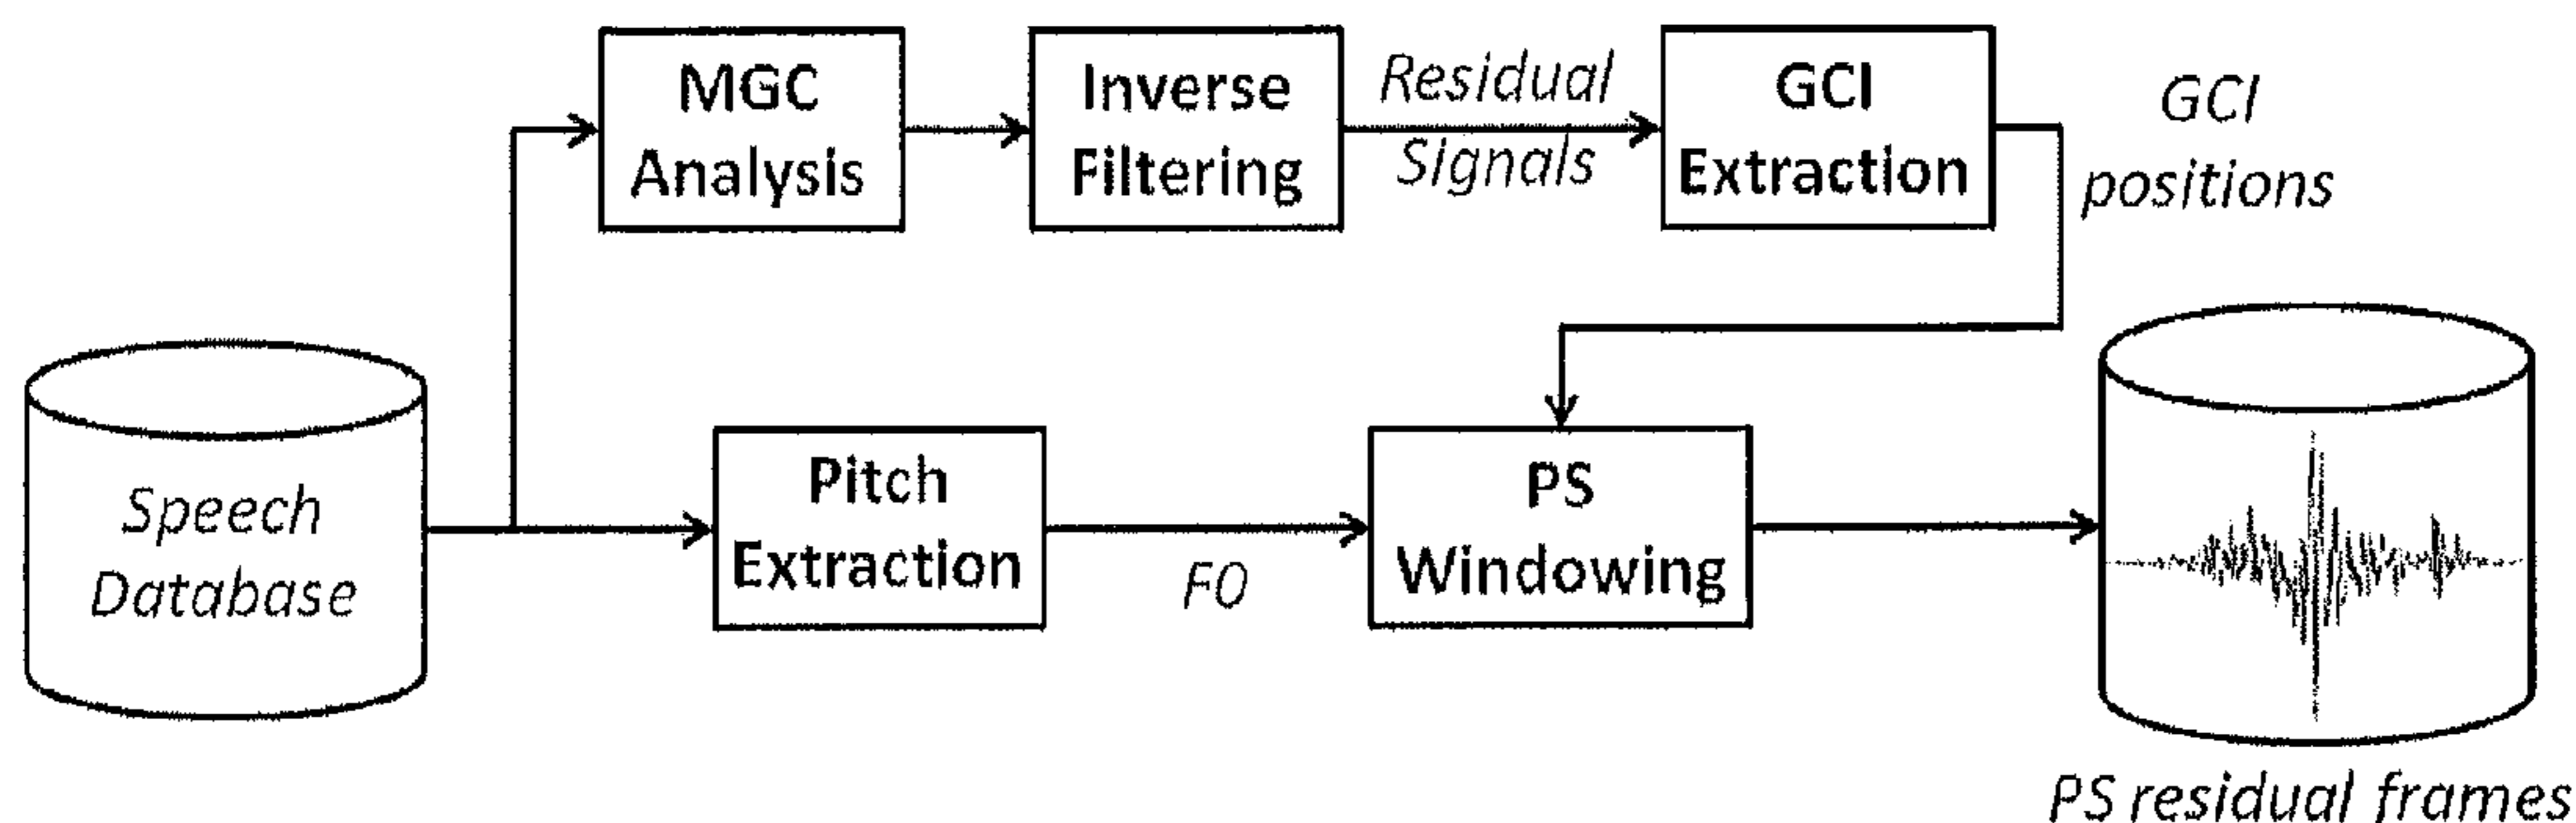 MGC
Analysis
Inverse
Filtering
Residual
Signals
GCI
Extraction
GCI
positions
Speech
Database
Pitch
Extraction
F0
PS
Windowing
PS residual frames